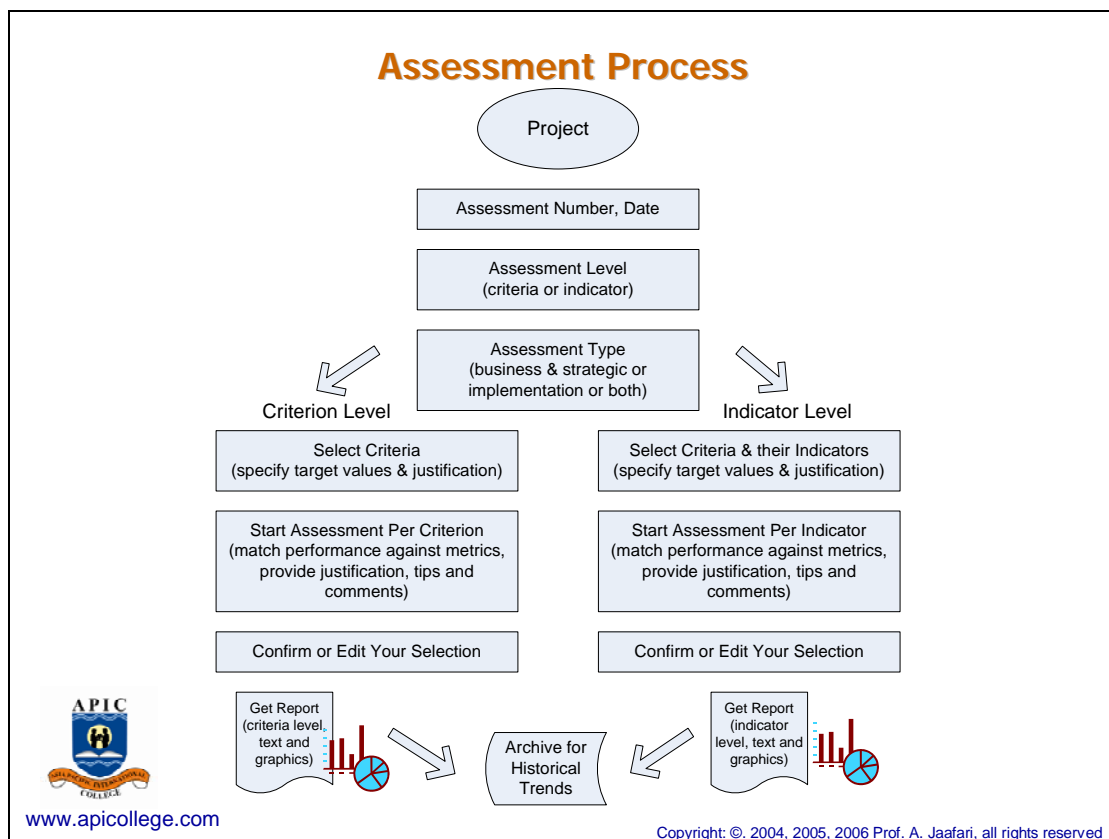 Assessment Process
Project
Assessment Number, Date
Assessment Level
(criteria or indicator)
Assessment Type
(business & strategic or
implementation or both)
Criterion Level
Indicator Level
Select Criteria
(specify target values & justification)
Select Criteria & their Indicators
(specify target values & justification)
Start Assessment Per Criterion
(match performance against metrics,
provide justification, tips and
comments)
Start Assessment Per Indicator
(match performance against metrics,
provide justification, tips and
comments)
Confirm or Edit Your Selection
Confirm or Edit Your Selection
Get Report
(criteria level,
text and
graphics)
Archive for
Historical
Trends
Get Report
(indicator
level, text and
graphics)
APIC
ASIA PACIFIC INTERNATIONAL
COLLEGE
www.apicollege.com
Copyright: ©. 2004, 2005, 2006 Prof. A. Jaafari, all rights reserved